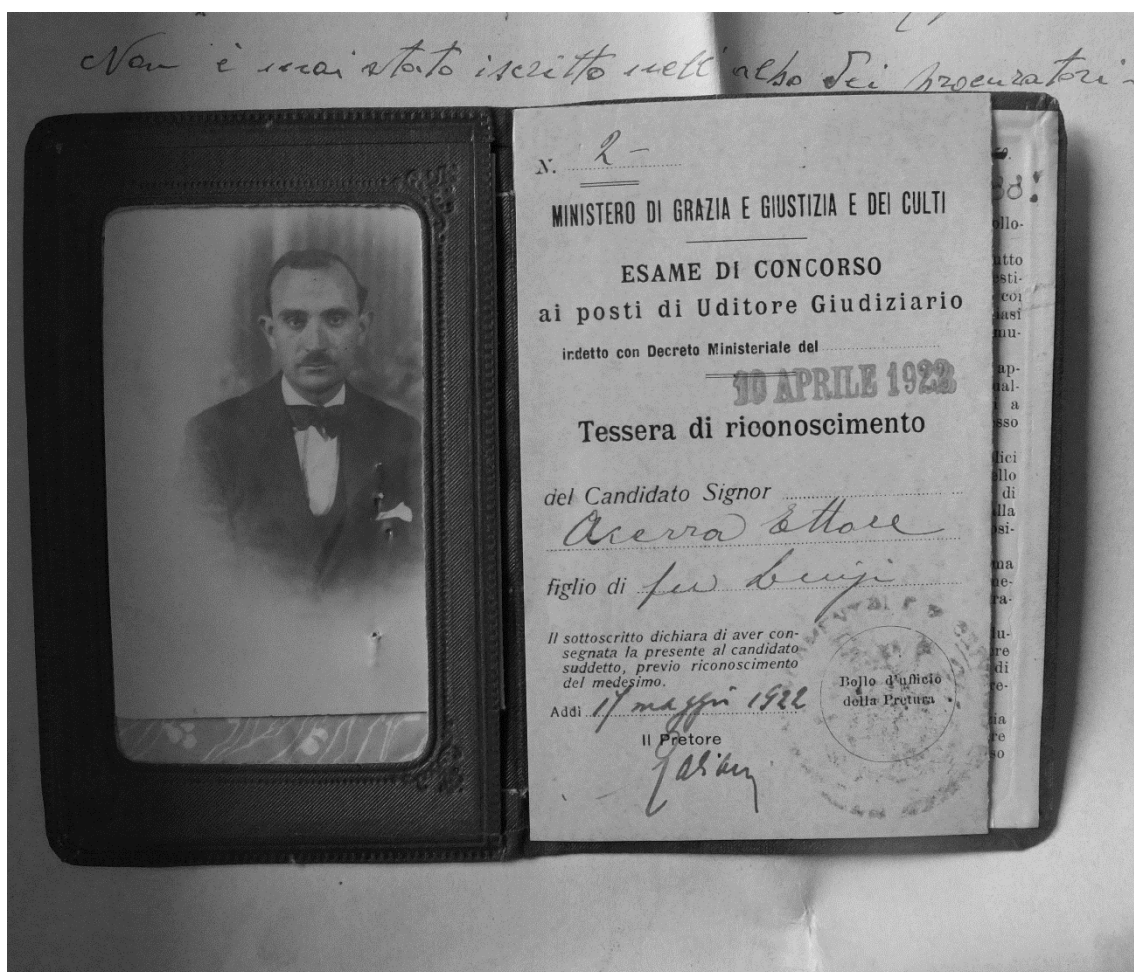 Non è mai stato iscritto nell'albo dei procuratori -
N. 2 -
MINISTERO DI GRAZIA E GIUSTIZIA E DEI CULTI
ESAME DI CONCORSO
ai posti di Uditore Giudiziario
indetto con Decreto Ministeriale del
10 APRILE 1922
Tessera di riconoscimento
del Candidato Signor
Acerra Ettore
figlio di fu Luigi
Il sottoscritto dichiara di aver con-
segnata la presente al candidato
suddetto, previo riconoscimento
del medesimo.
Addì 17 maggio 1922
Il Pretore
Bollo d'ufficio
della Pretura